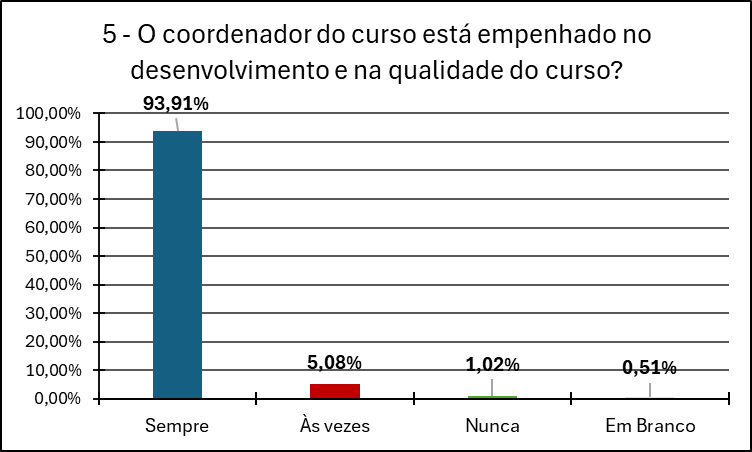 5 - O coordenador do curso está empenhado no
desenvolvimento e na qualidade do curso?
100,00%
90,00%
80,00%
70,00%
60,00%
50,00%
40,00%
30,00%
20,00%
10,00%
0,00%
93,91%
5,08%
1,02%
0,51%
Sempre
Às vezes
Nunca
Em Branco